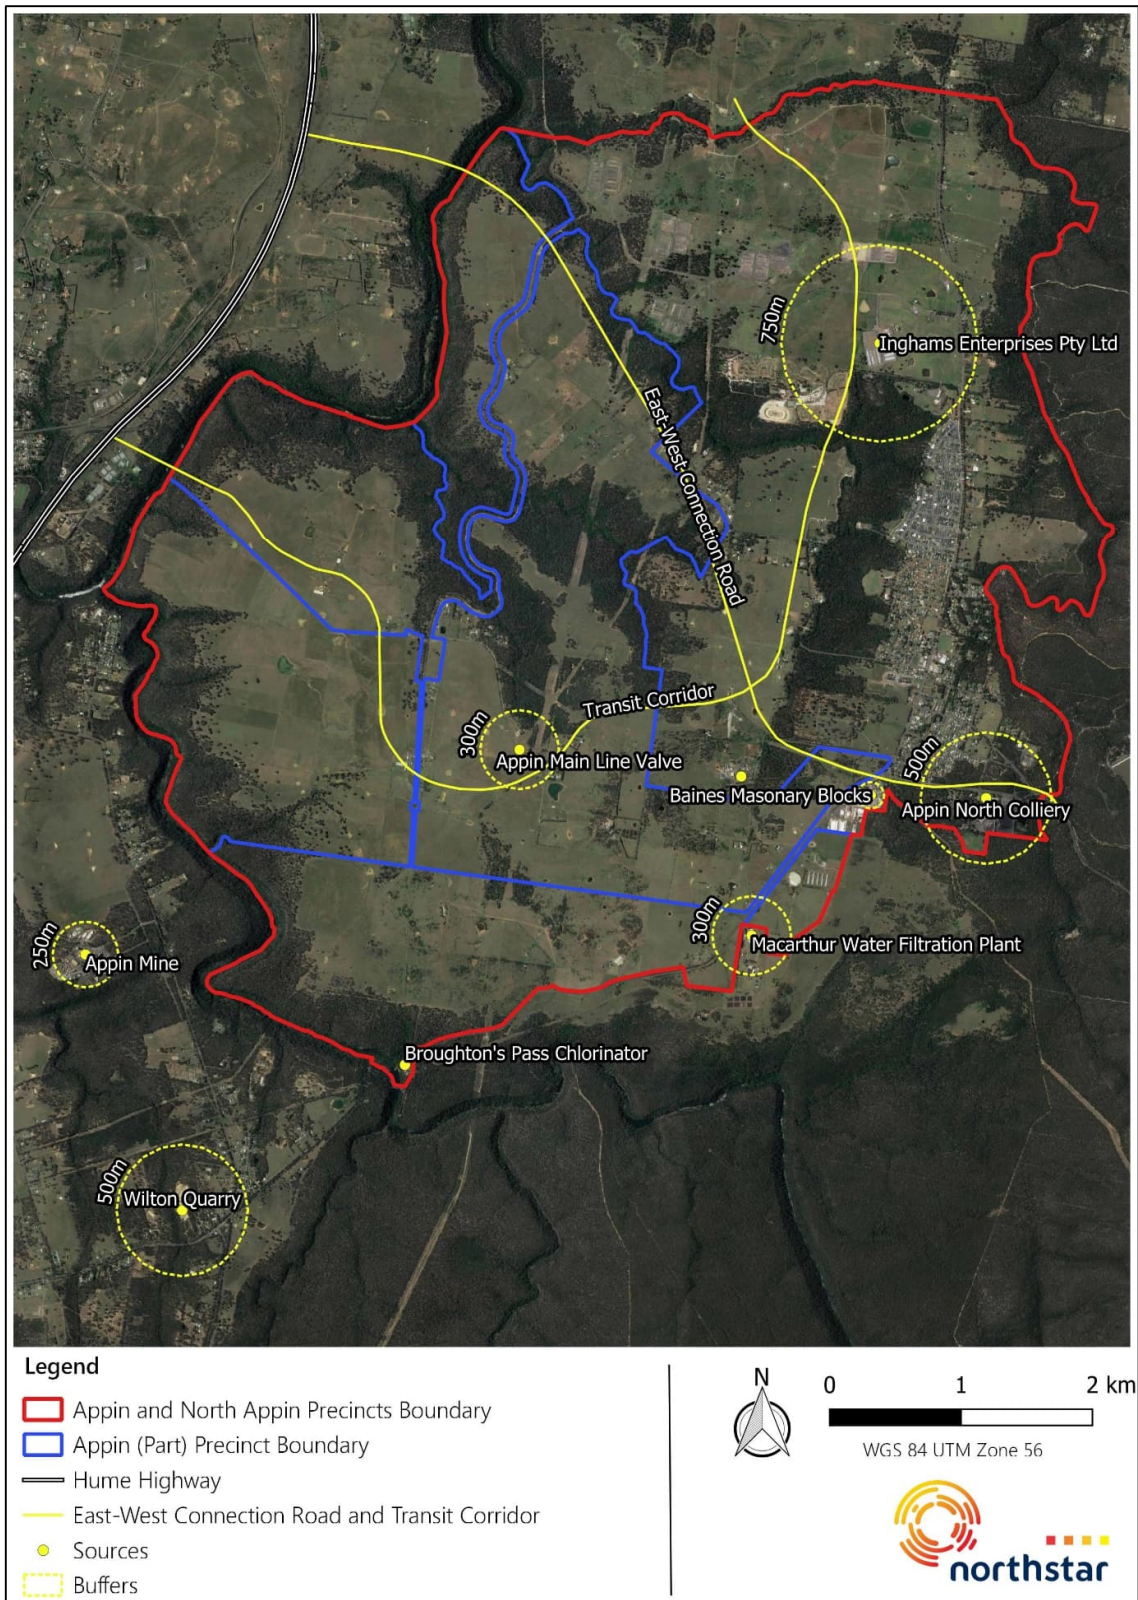 750m
Inghams Enterprises Pty Ltd
East-West Connection Road
Transit Corridor
300m
Appin Main Line Valve
500m
Baines Masonary Blocks
Appin North Colliery
300m
Macarthur Water Filtration Plant
250m
Appin Mine
Broughton's Pass Chlorinator
500m
Wilton Quarry
Legend
Appin and North Appin Precincts Boundary
Appin (Part) Precinct Boundary
Hume Highway
East-West Connection Road and Transit Corridor
Sources
Buffers
N
0 1 2 km
WGS 84 UTM Zone 56
northstar